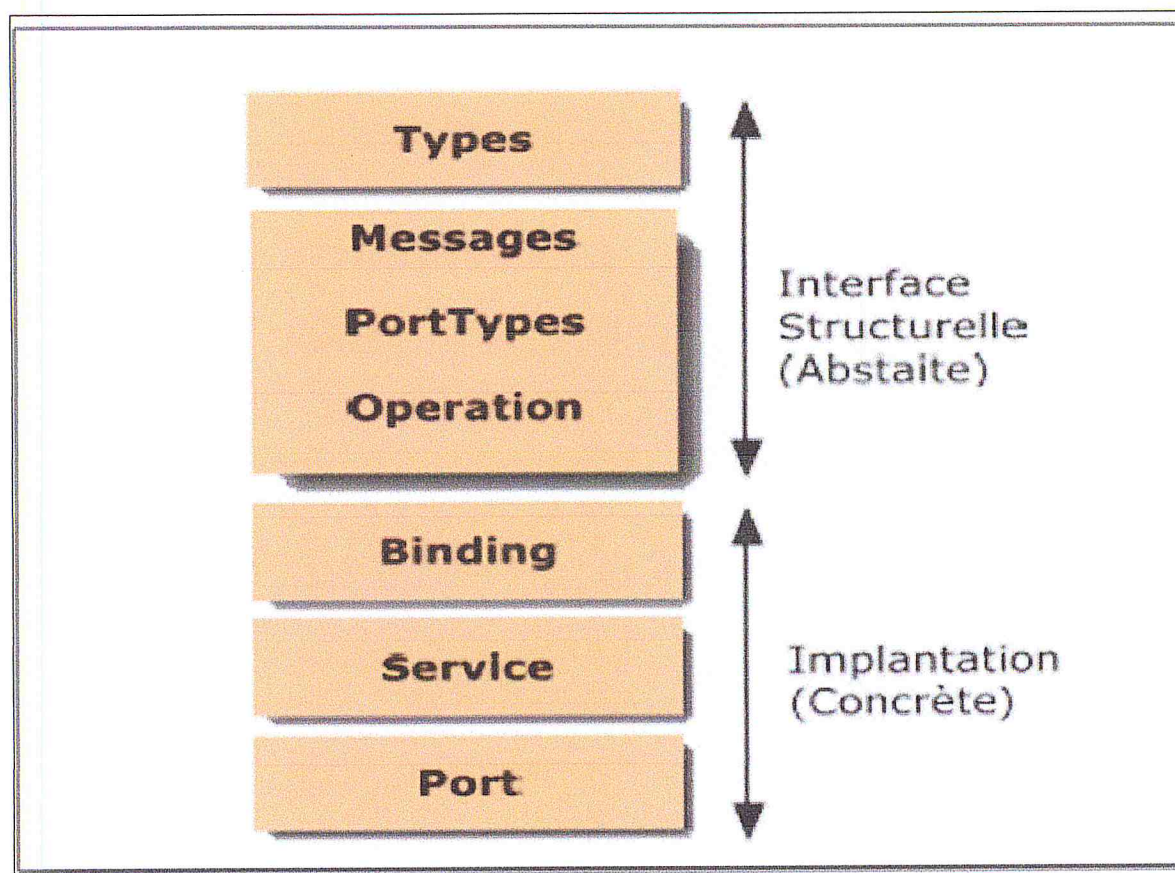 Types
Messages
PortTypes
Operation
Interface
Structurelle
(Abstaite)
Binding
Service
Port
Implantation
(Concrète)